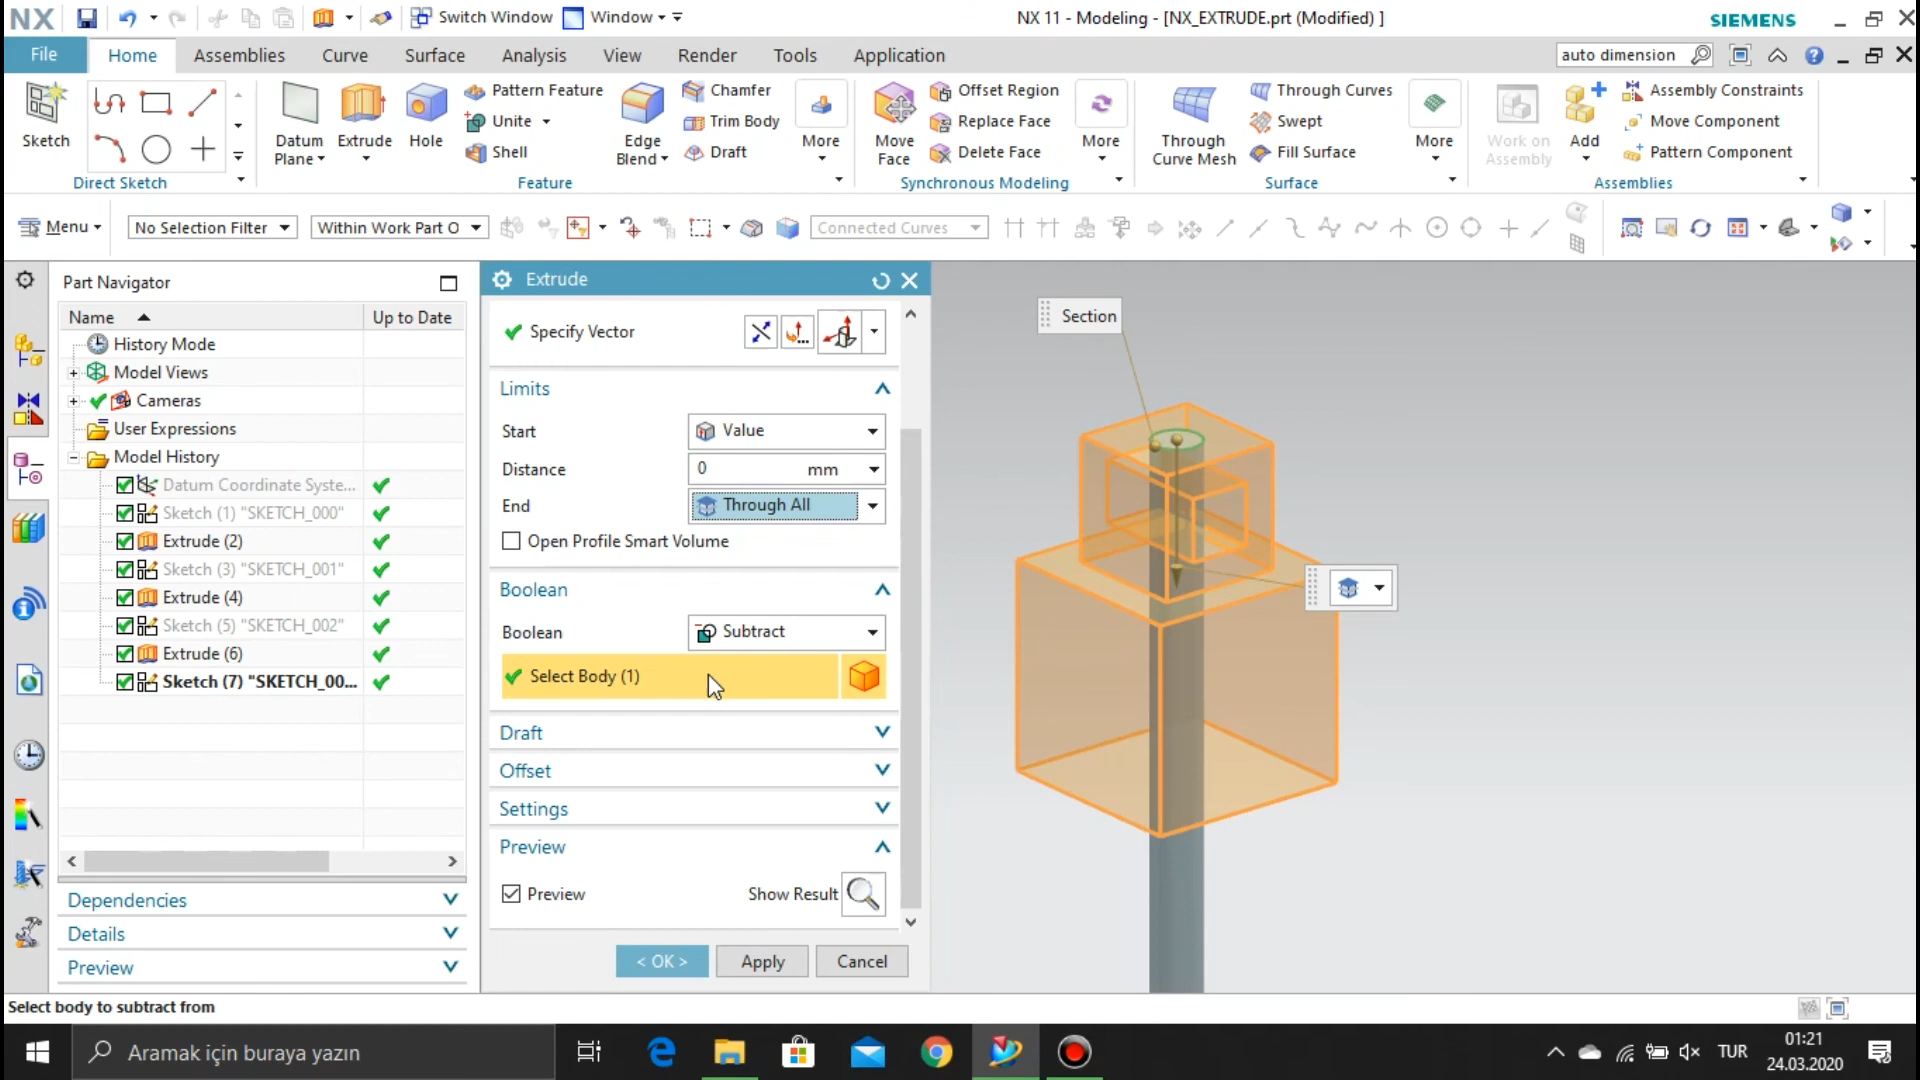 NX
Switch Window
Window
NX 11 - Modeling - [NX_EXTRUDE.prt (Modified) ]
SIEMENS
File
Home
Assemblies
Curve
Surface
Analysis
View
Render
Tools
Application
auto dimension
Sketch
Direct Sketch
Datum
Plane
Extrude
Hole
Pattern Feature
Unite
Shell
Edge
Blend
Chamfer
Trim Body
Draft
More
Feature
Move
Face
Offset Region
Replace Face
Delete Face
More
Synchronous Modeling
Through
Curve Mesh
Through Curves
Swept
Fill Surface
More
Surface
Work on
Assembly
Add
Assembly Constraints
Move Component
Pattern Component
Assemblies
Menu
No Selection Filter
Within Work Part O
Connected Curves
Part Navigator
Name
Up to Date
History Mode
Model Views
Cameras
User Expressions
Model History
Datum Coordinate Syste...
Sketch (1) "SKETCH_000"
Extrude (2)
Sketch (3) "SKETCH_001"
Extrude (4)
Sketch (5) "SKETCH_002"
Extrude (6)
Sketch (7) "SKETCH_00...
Dependencies
Details
Preview
Extrude
Specify Vector
Limits
Start
Value
Distance
0 mm
End
Through All
Open Profile Smart Volume
Boolean
Boolean
Subtract
Select Body (1)
Draft
Offset
Settings
Preview
Preview
Show Result
< OK >
Apply
Cancel
Section
Select body to subtract from
Aramak için buraya yazın
TUR
01:21
24.03.2020